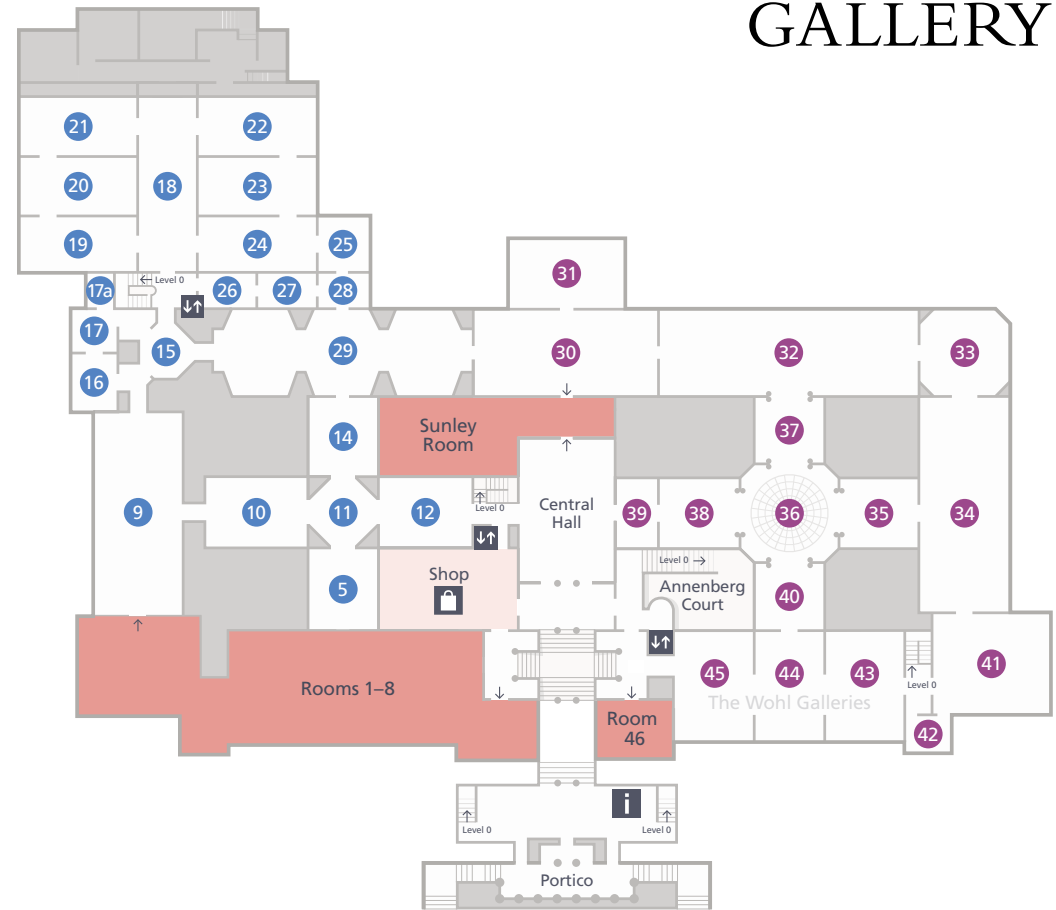 GALLERY
21
22
20
18
23
19
24
25
Level 0
17a
26
27
28
31
17
15
29
30
32
33
16
Sunley
Room
14
37
9
10
11
12
Level 0
Central
Hall
39
38
36
35
34
Level 0
Shop
5
Annenberg
Court
40
Rooms 1–8
45
44
43
41
Level 0
The Wohl Galleries
Room
46
42
i
Level 0
Level 0
Portico